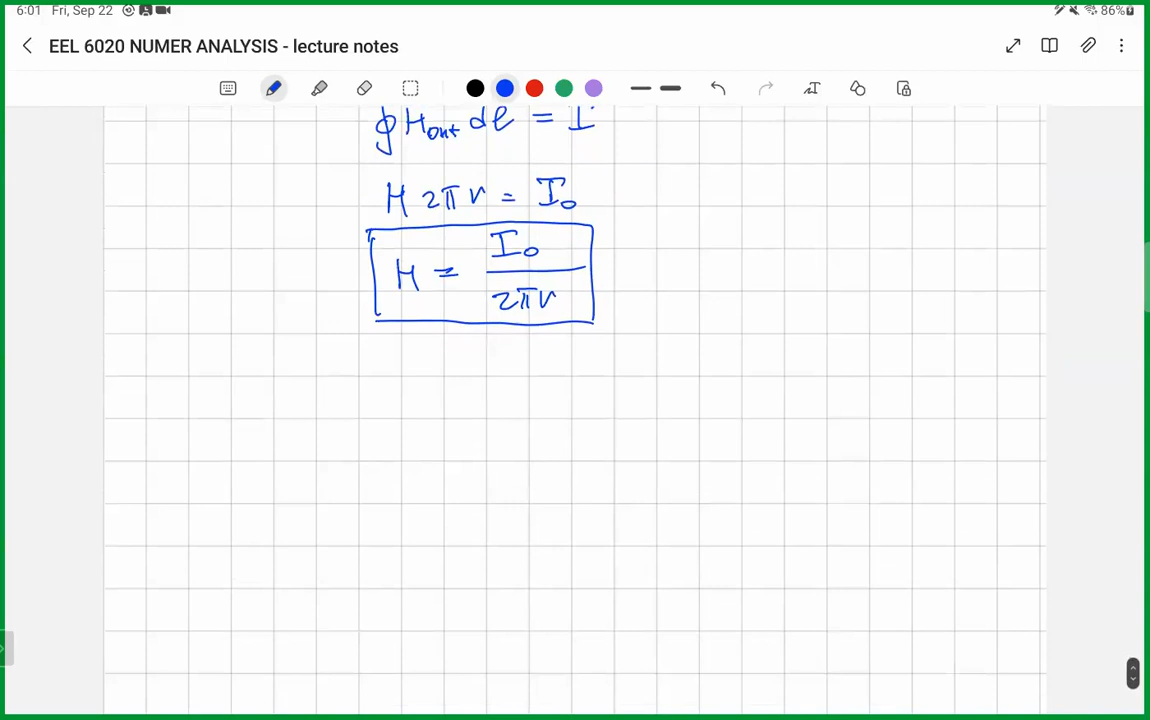 6:01 Fri, Sep 22 86%
EEL 6020 NUMER ANALYSIS - lecture notes
∮ H_out dℓ = I
H 2πr = I₀
H = I₀ / 2πr